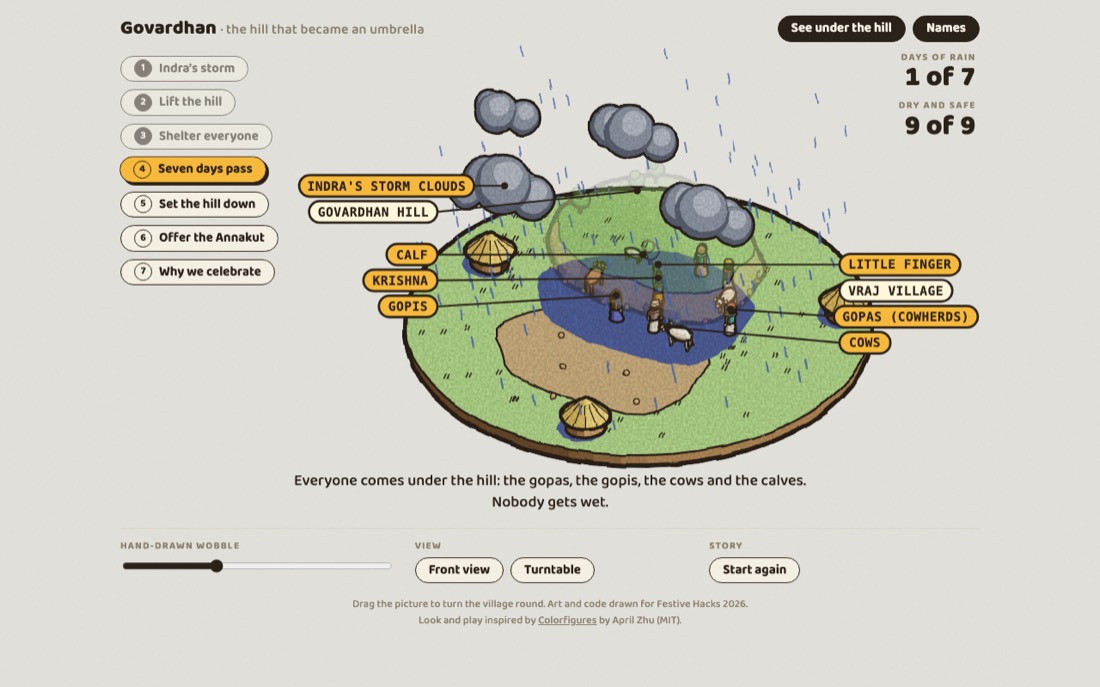 Govardhan · the hill that became an umbrella
See under the hill
Names
1 Indra's storm
2 Lift the hill
3 Shelter everyone
4 Seven days pass
5 Set the hill down
6 Offer the Annakut
7 Why we celebrate
DAYS OF RAIN
1 of 7
DRY AND SAFE
9 of 9
INDRA'S STORM CLOUDS
GOVARDHAN HILL
CALF
KRISHNA
GOPIS
LITTLE FINGER
VRAJ VILLAGE
GOPAS (COWHERDS)
COWS
Everyone comes under the hill: the gopas, the gopis, the cows and the calves.
Nobody gets wet.
HAND-DRAWN WOBBLE
VIEW
Front view
Turntable
STORY
Start again
Drag the picture to turn the village round. Art and code drawn for Festive Hacks 2026.
Look and play inspired by Colorfigures by April Zhu (MIT).